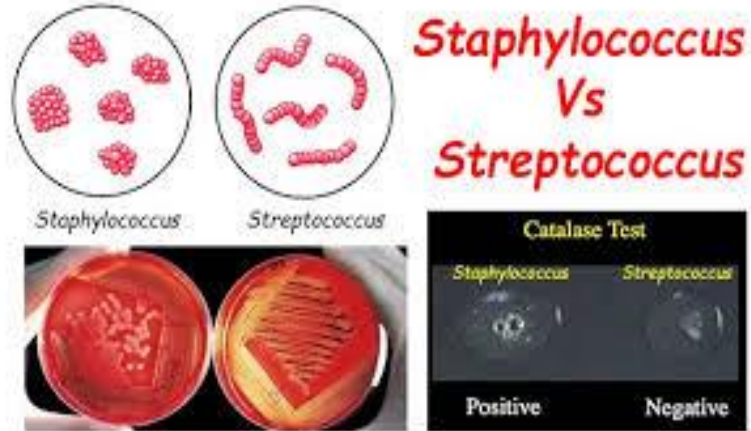 Staphylococcus
Vs
Streptococcus
Staphylococcus Streptococcus
Catalase Test
Staphylococcus Streptococcus
Positive Negative